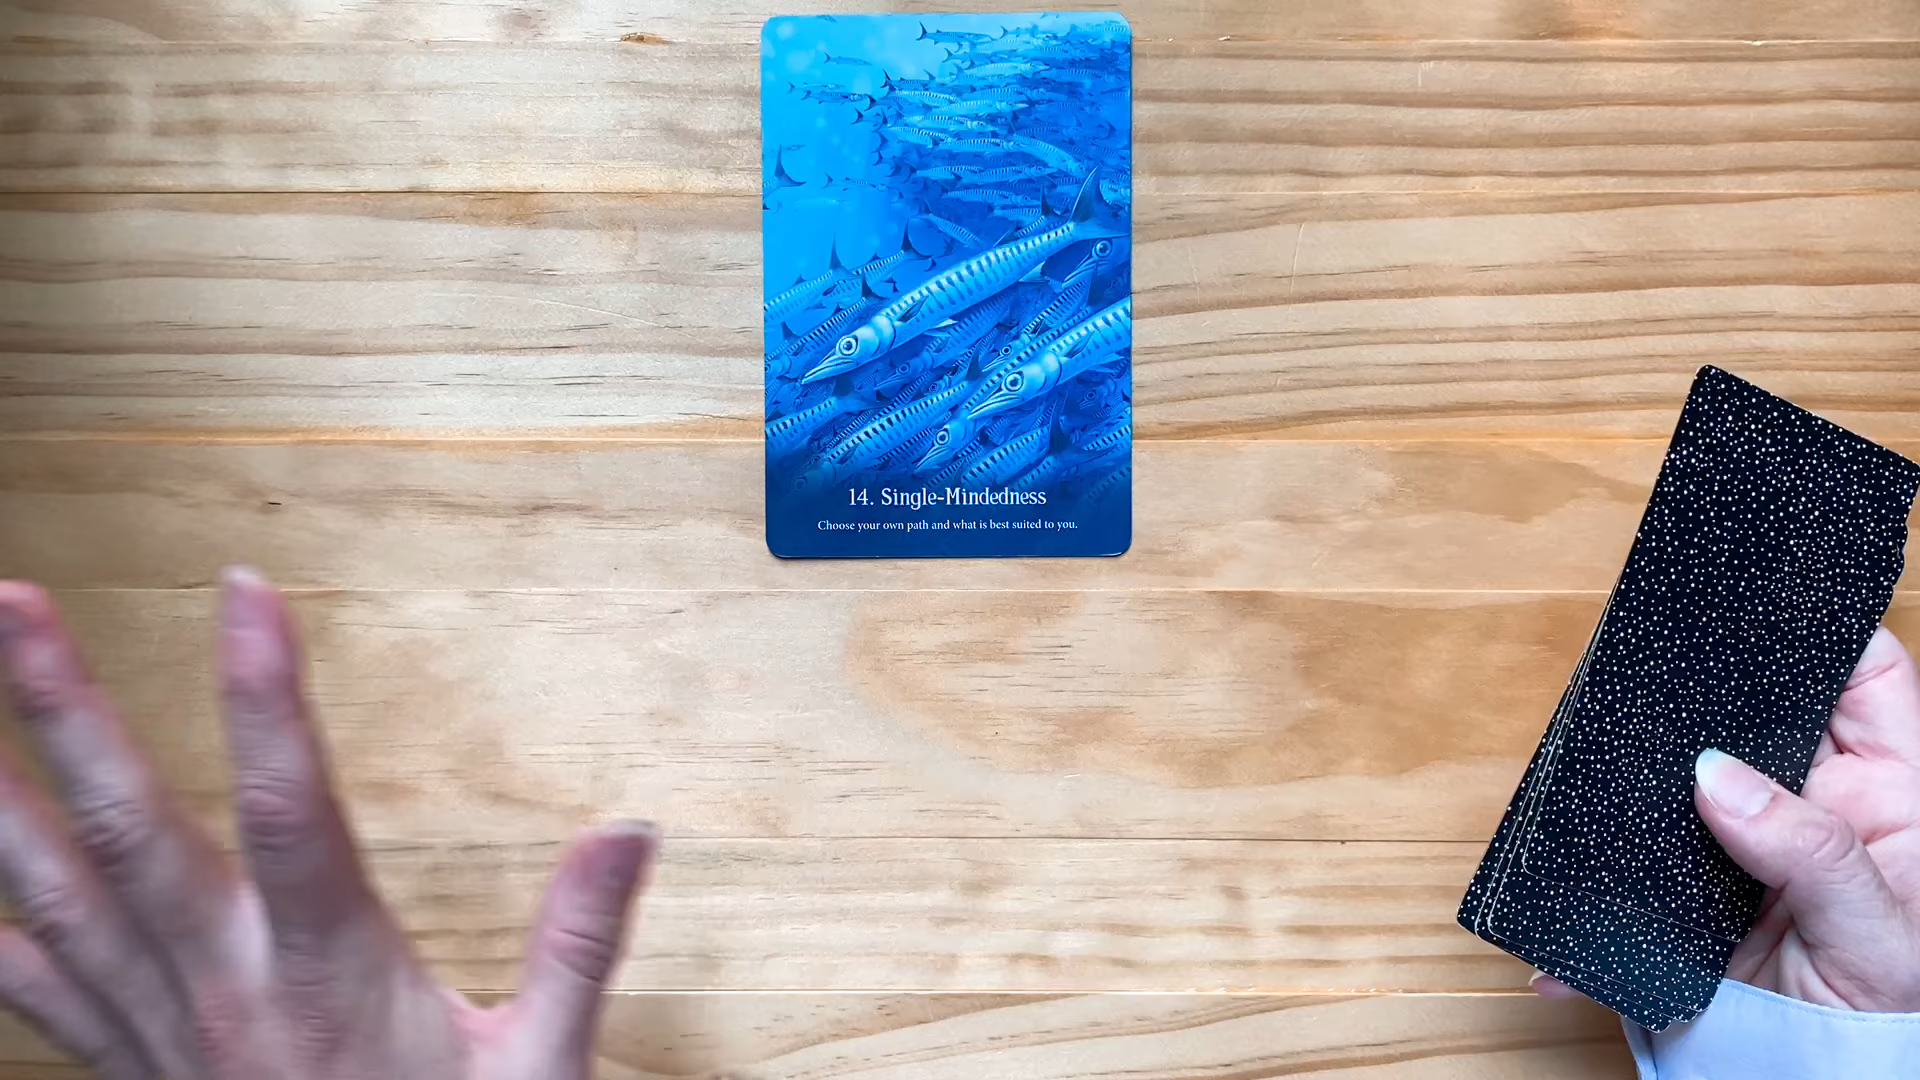 14. Single-Mindedness
Choose your own path and what is best suited to you.